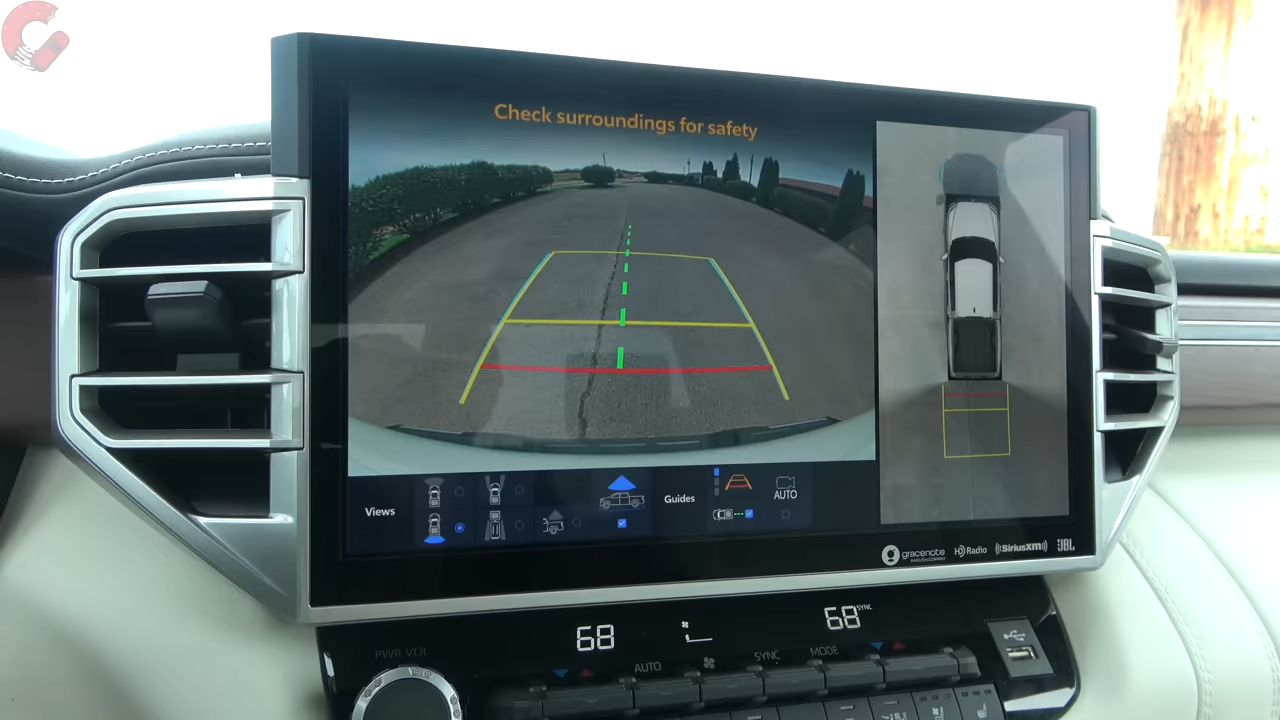 Check surroundings for safety
Views
Guides
AUTO
gracenote
HD Radio
((SiriusXM))
JBL
68
68 SYNC
PWR VOL
AUTO
SYNC
MODE